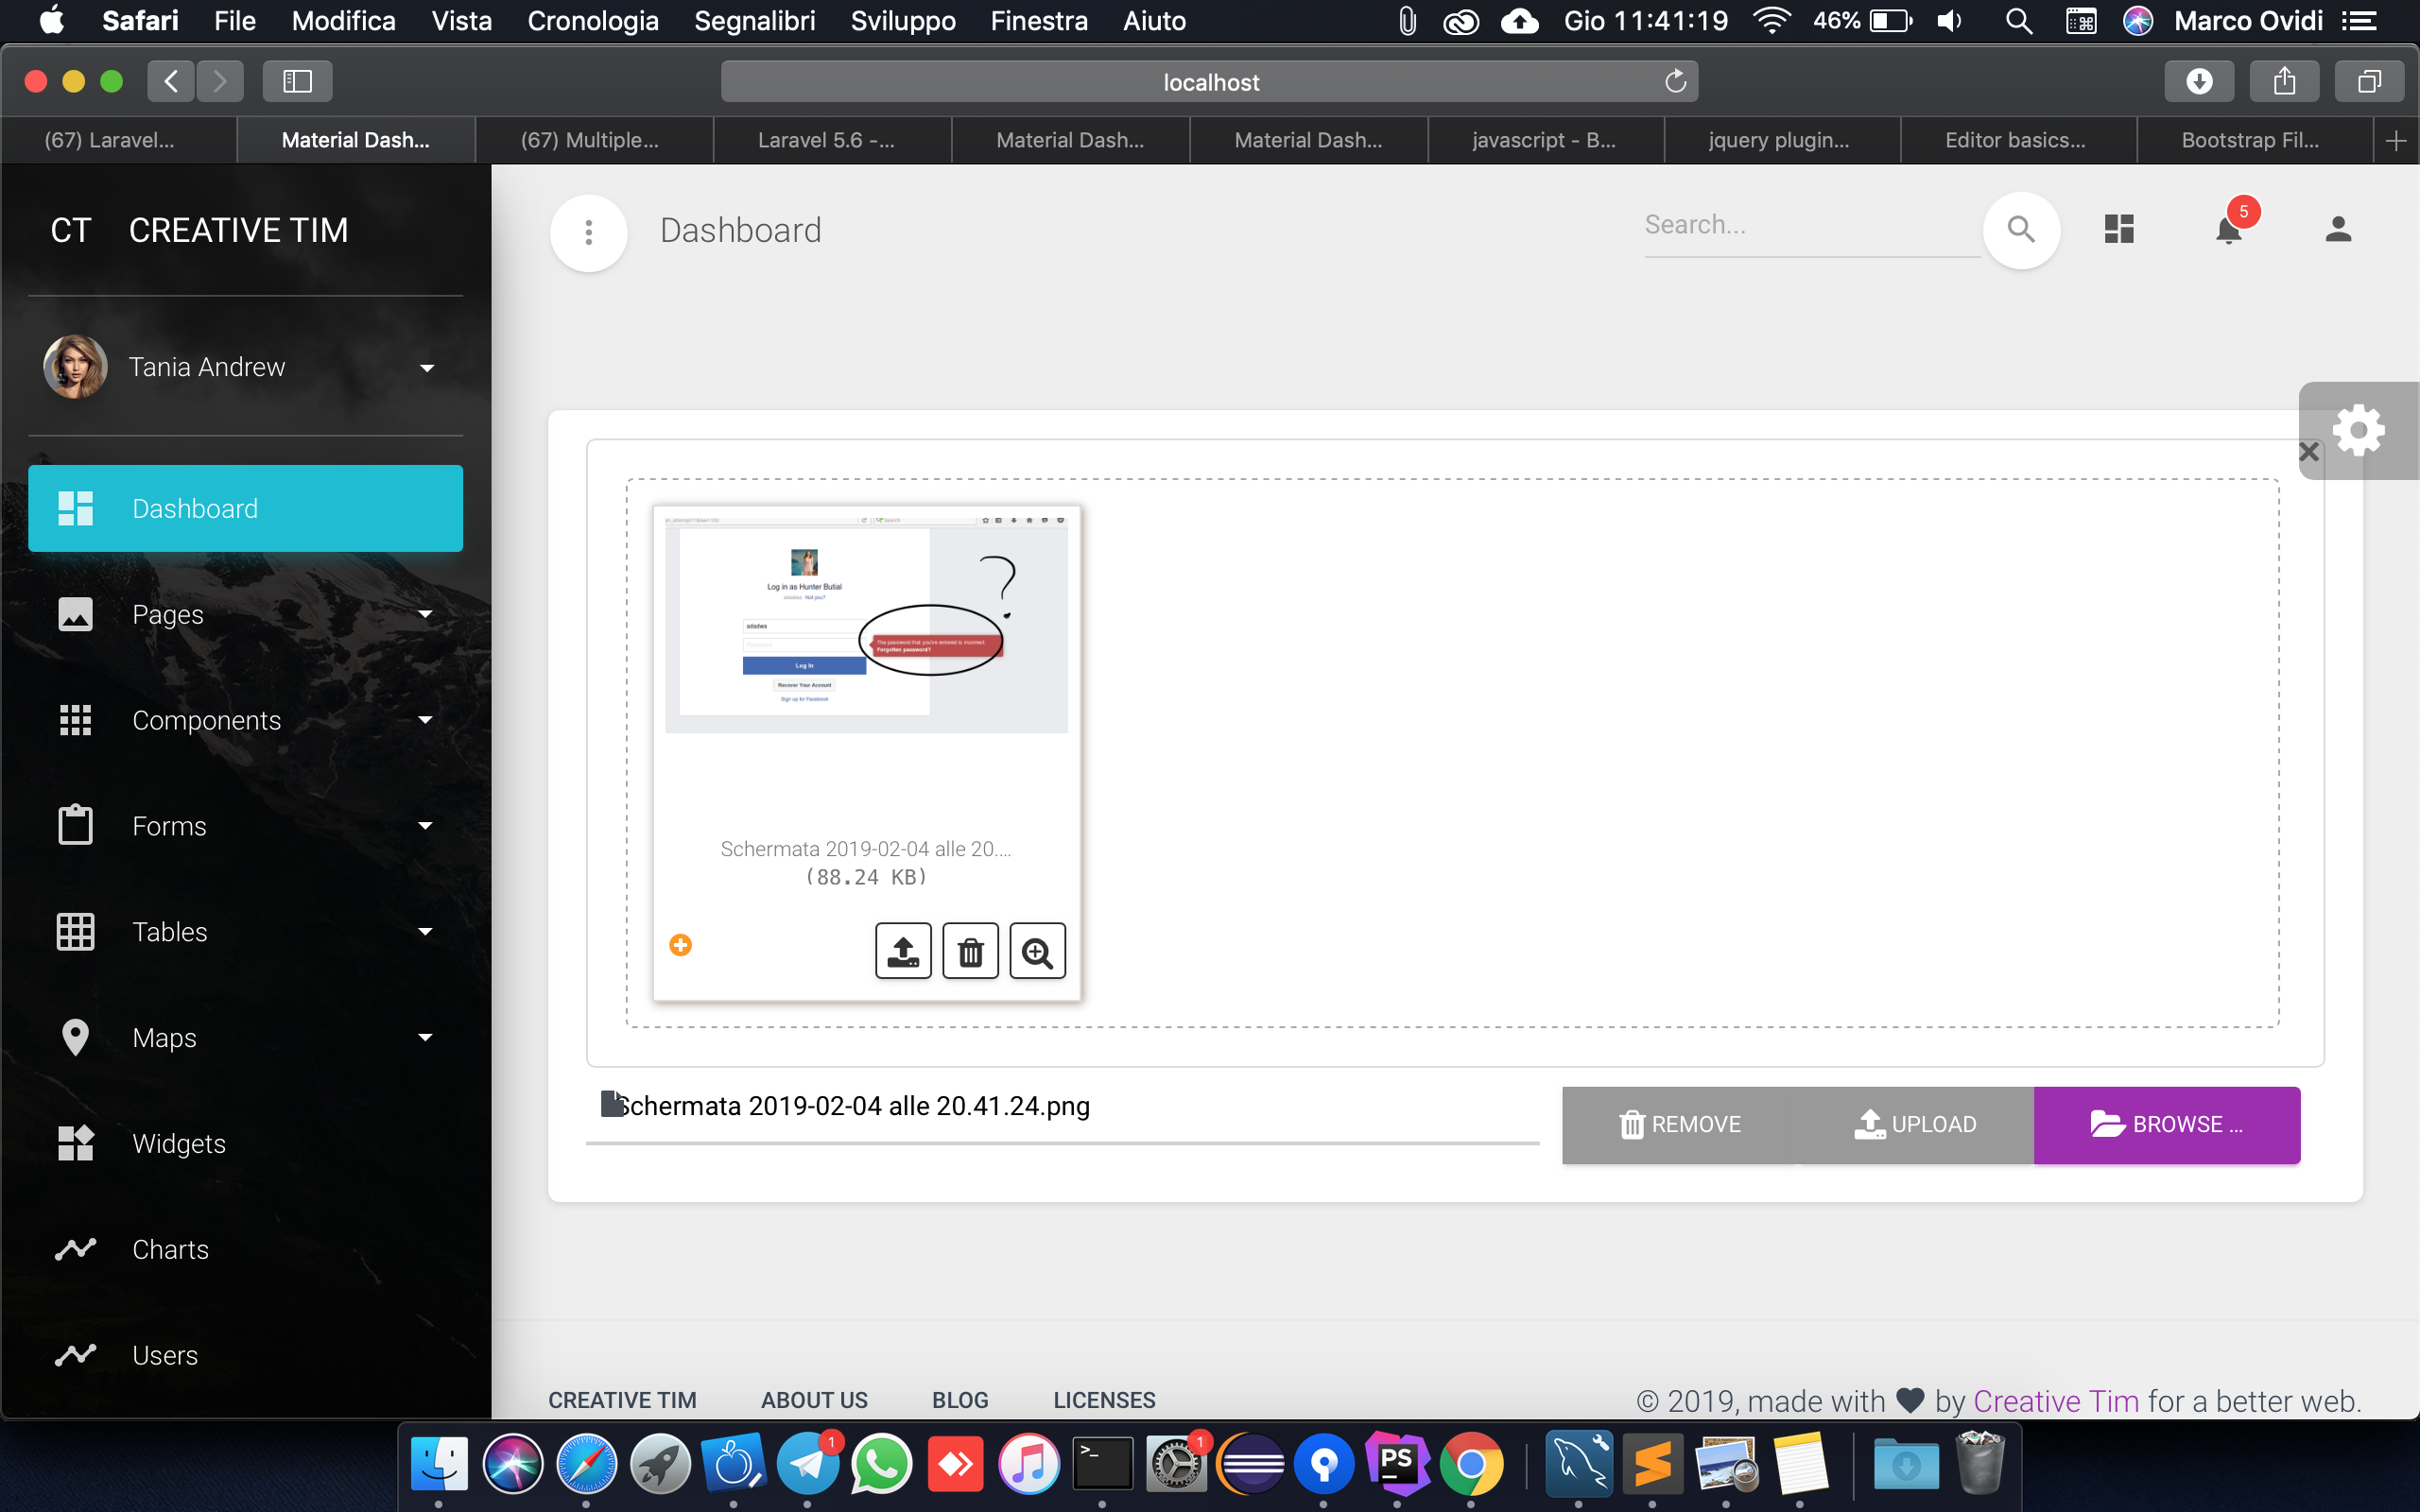 Safari File Modifica Vista Cronologia Segnalibri Sviluppo Finestra Aiuto Gio 11:41:19 46% Marco Ovidi
localhost
(67) Laravel... Material Dash... (67) Multiple... Laravel 5.6 -... Material Dash... Material Dash... javascript - B... jquery plugin... Editor basics... Bootstrap Fil...
CT CREATIVE TIM
Dashboard
Search...
5
Tania Andrew
Dashboard
Pages
Components
Forms
Tables
Maps
Widgets
Charts
Users
Search
Log in as Hunter Butial
adadwa · Not you?
adadwa
The password that you've entered is incorrect.
Forgotten password?
Password
Log In
Recover Your Account
Sign up for Facebook
?
Schermata 2019-02-04 alle 20....
(88.24 KB)
Schermata 2019-02-04 alle 20.41.24.png
REMOVE UPLOAD BROWSE ...
CREATIVE TIM ABOUT US BLOG LICENSES
© 2019, made with by Creative Tim for a better web.
1
>_
1
PS